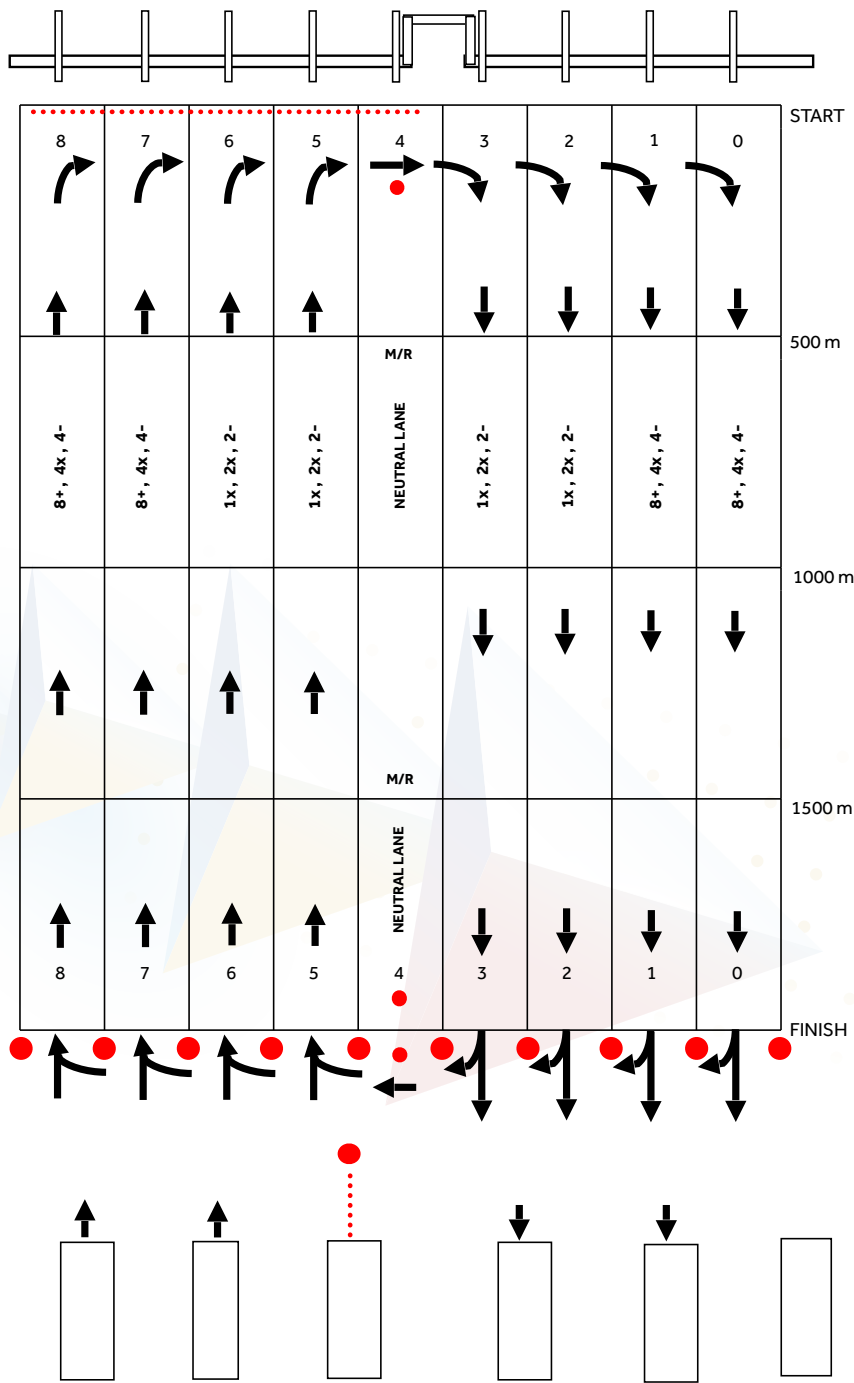 START
8 7 6 5 4 3 2 1 0
500 m
M/R
8+, 4x, 4-
8+, 4x, 4-
1x, 2x, 2-
1x, 2x, 2-
NEUTRAL LANE
1x, 2x, 2-
1x, 2x, 2-
8+, 4x, 4-
8+, 4x, 4-
1000 m
M/R
1500 m
NEUTRAL LANE
8 7 6 5 4 3 2 1 0
FINISH